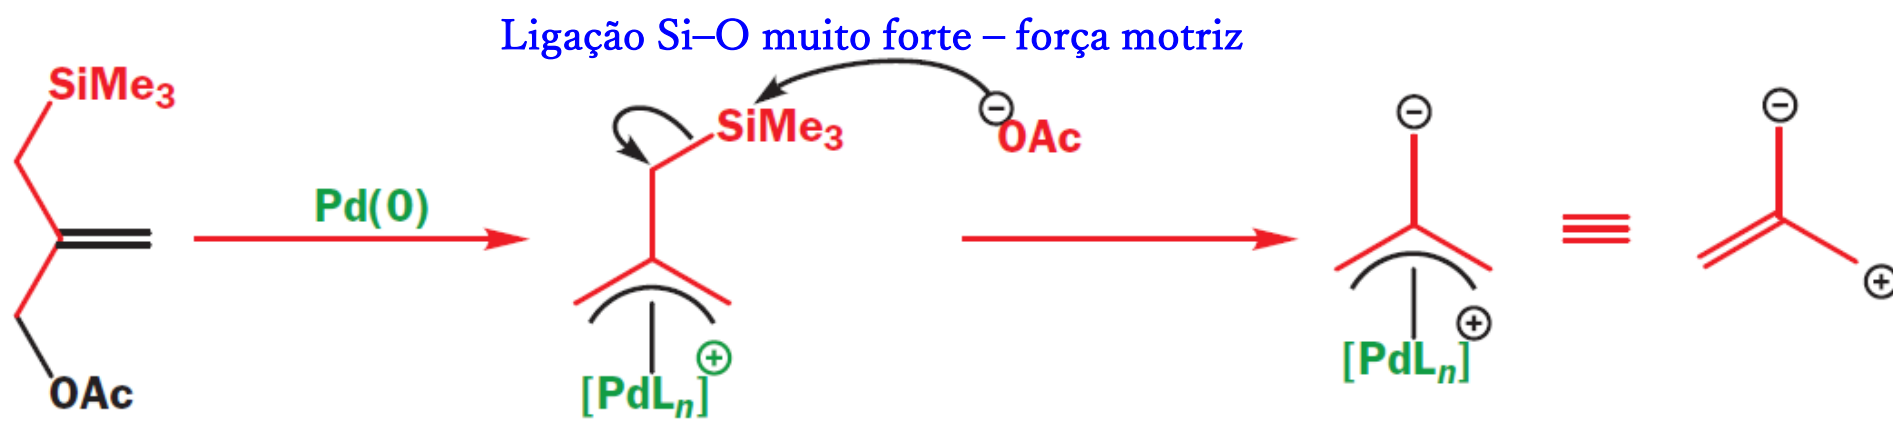 Ligação Si–O muito forte – força motriz
SiMe3
SiMe3
⊖
OAc
⊖
⊖
Pd(0)
⊕
⊕
⊕
[PdLn]
[PdLn]
OAc